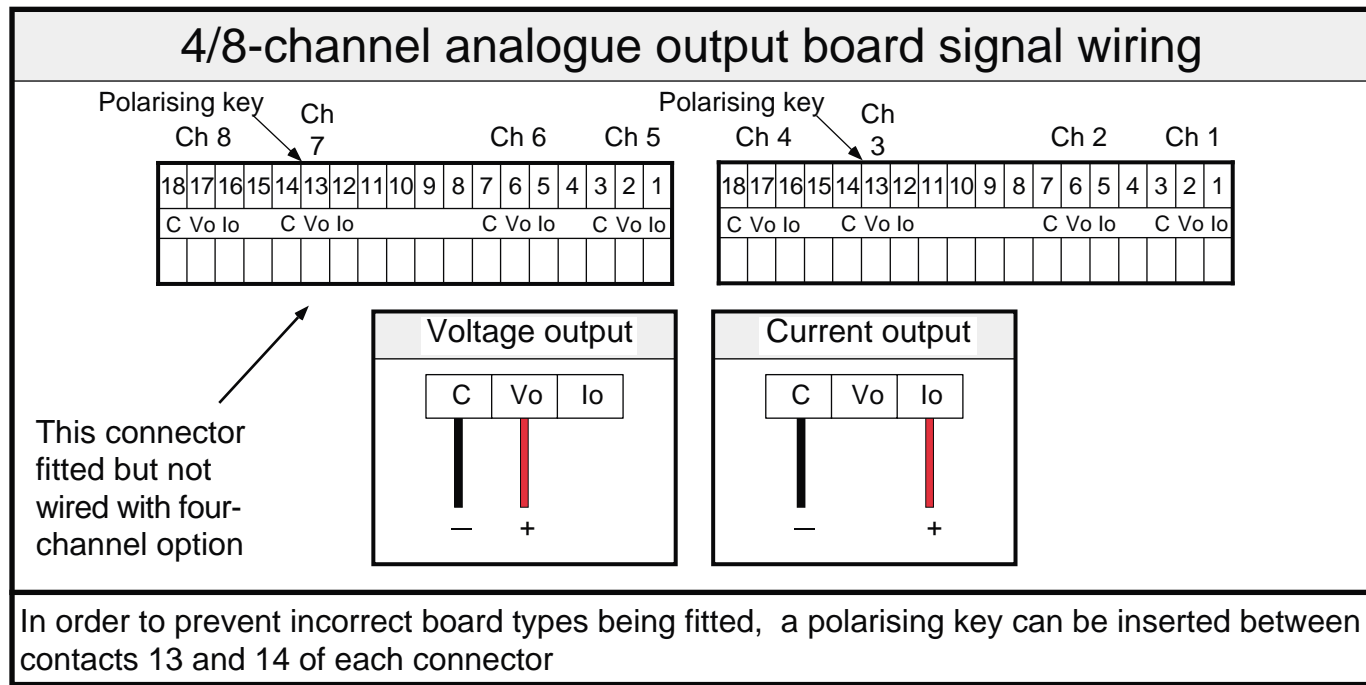 4/8-channel analogue output board signal wiring
Polarising key
Ch 8
Ch
7
Ch 6
Ch 5
18 17 16 15 14 13 12 11 10 9 8 7 6 5 4 3 2 1
C Vo Io C Vo Io C Vo Io C Vo Io
Polarising key
Ch 4
Ch
3
Ch 2
Ch 1
18 17 16 15 14 13 12 11 10 9 8 7 6 5 4 3 2 1
C Vo Io C Vo Io C Vo Io C Vo Io
This connector
fitted but not
wired with four-
channel option
Voltage output
C Vo Io
— +
Current output
C Vo Io
— +
In order to prevent incorrect board types being fitted, a polarising key can be inserted between
contacts 13 and 14 of each connector